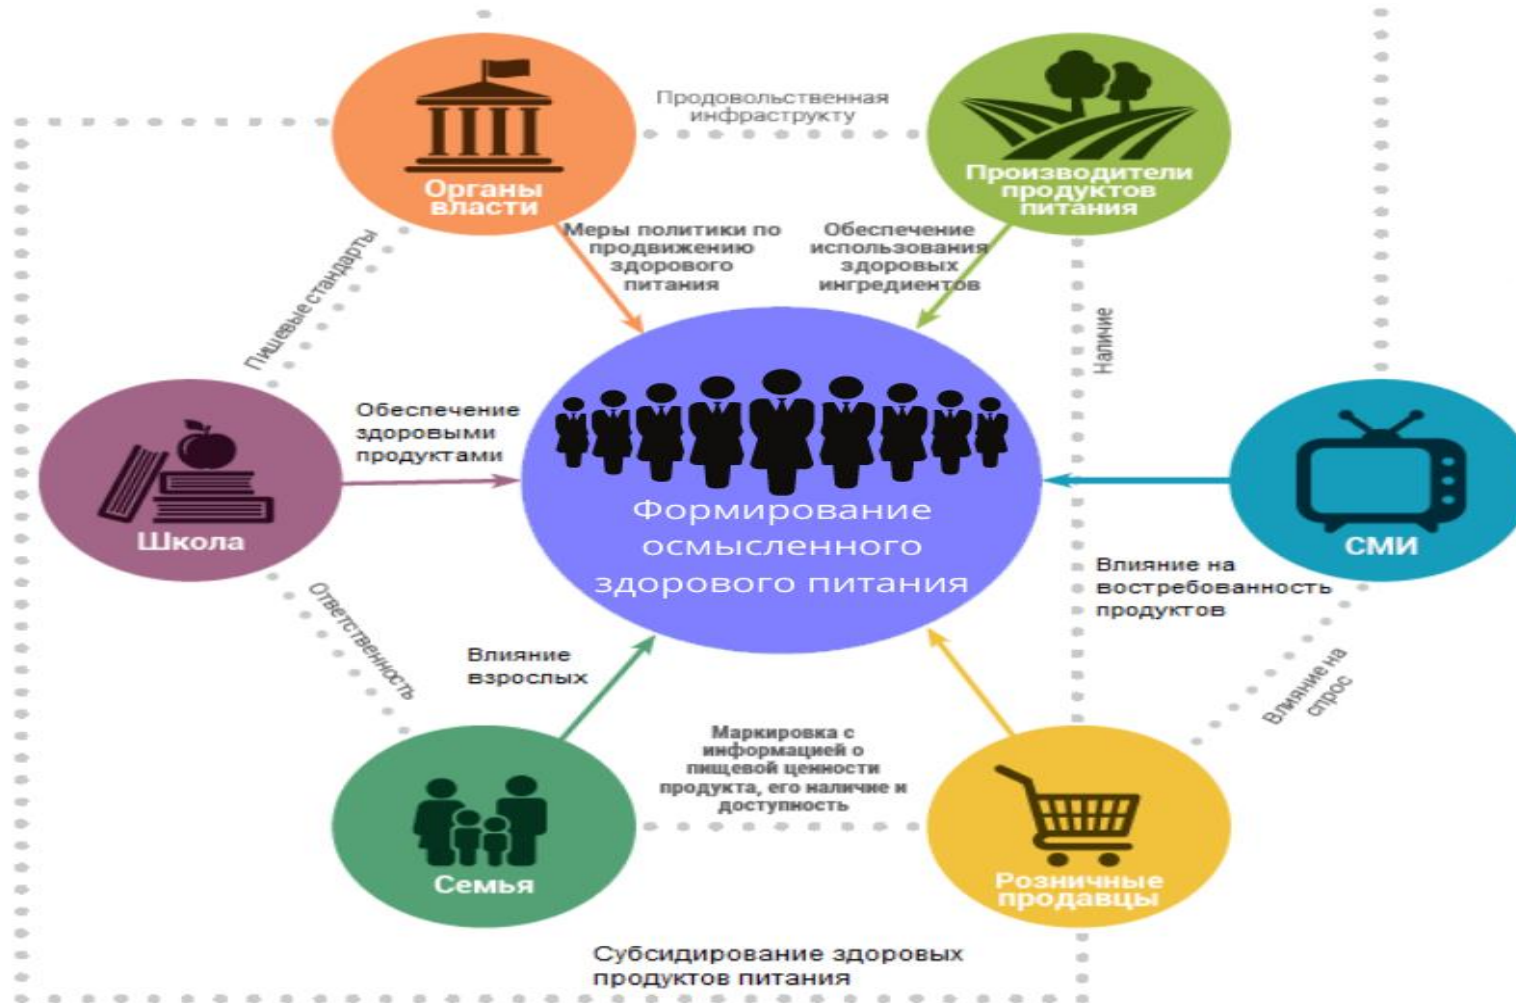 Продовольственная
инфраструкту
Органы
власти
Производители
продуктов
питания
Меры политики по
продвижению
здорового
питания
Обеспечение
использования
здоровых
ингредиентов
Пищевые стандарты
Наличие
Обеспечение
здоровыми
продуктами
Школа
Формирование
осмысленного
здорового питания
СМИ
Влияние на
востребованность
продуктов
Ответственность
Влияние
взрослых
Влияние на
спрос
Маркировка с
информацией о
пищевой ценности
продукта, его наличие и
доступность
Семья
Розничные
продавцы
Субсидирование здоровых
продуктов питания